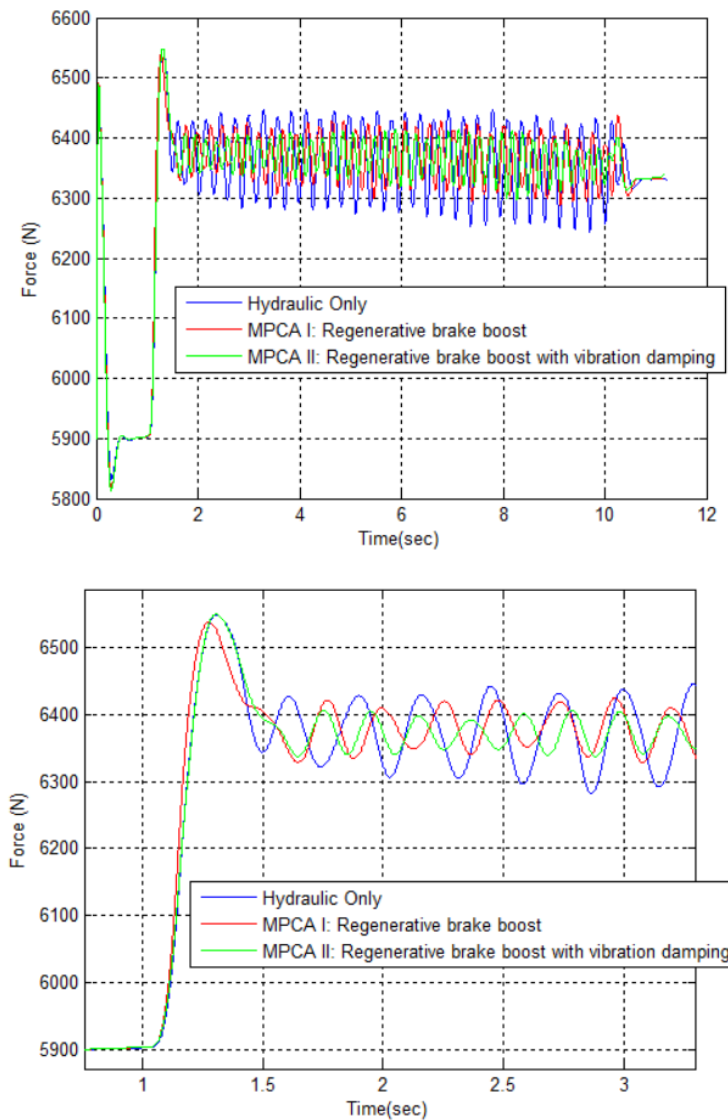 6600
6500
6400
6300
6200
6100
6000
5900
5800
Force (N)
Hydraulic Only
MPCA I: Regenerative brake boost
MPCA II: Regenerative brake boost with vibration damping
0 2 4 6 8 10 12
Time(sec)
6500
6400
6300
6200
6100
6000
5900
Force (N)
Hydraulic Only
MPCA I: Regenerative brake boost
MPCA II: Regenerative brake boost with vibration damping
1 1.5 2 2.5 3
Time(sec)